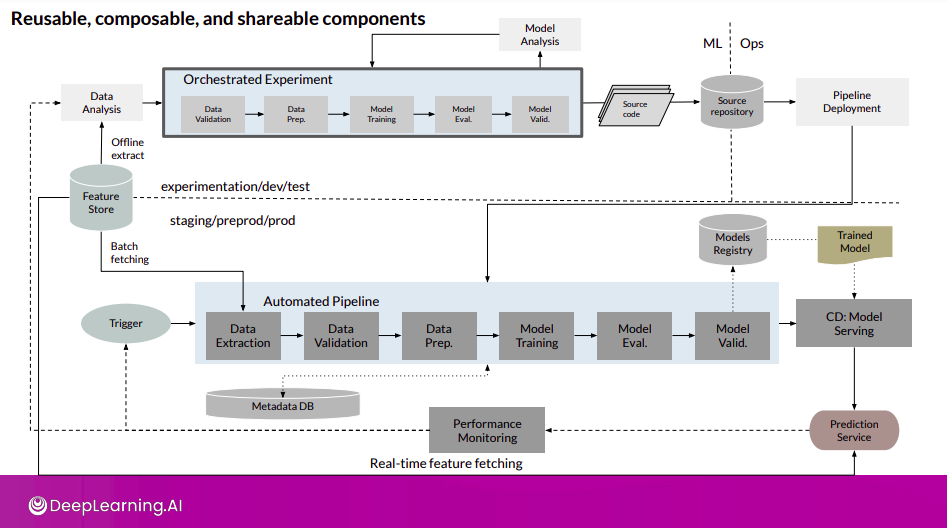 Reusable, composable, and shareable components
Model
Analysis
ML
Ops
Orchestrated Experiment
Data
Analysis
Data
Validation
Data
Prep.
Model
Training
Model
Eval.
Model
Valid.
Source
code
Source
repository
Pipeline
Deployment
Offline
extract
Feature
Store
experimentation/dev/test
staging/preprod/prod
Batch
fetching
Models
Registry
Trained
Model
Automated Pipeline
Trigger
Data
Extraction
Data
Validation
Data
Prep.
Model
Training
Model
Eval.
Model
Valid.
CD: Model
Serving
Metadata DB
Performance
Monitoring
Prediction
Service
Real-time feature fetching
DeepLearning.AI